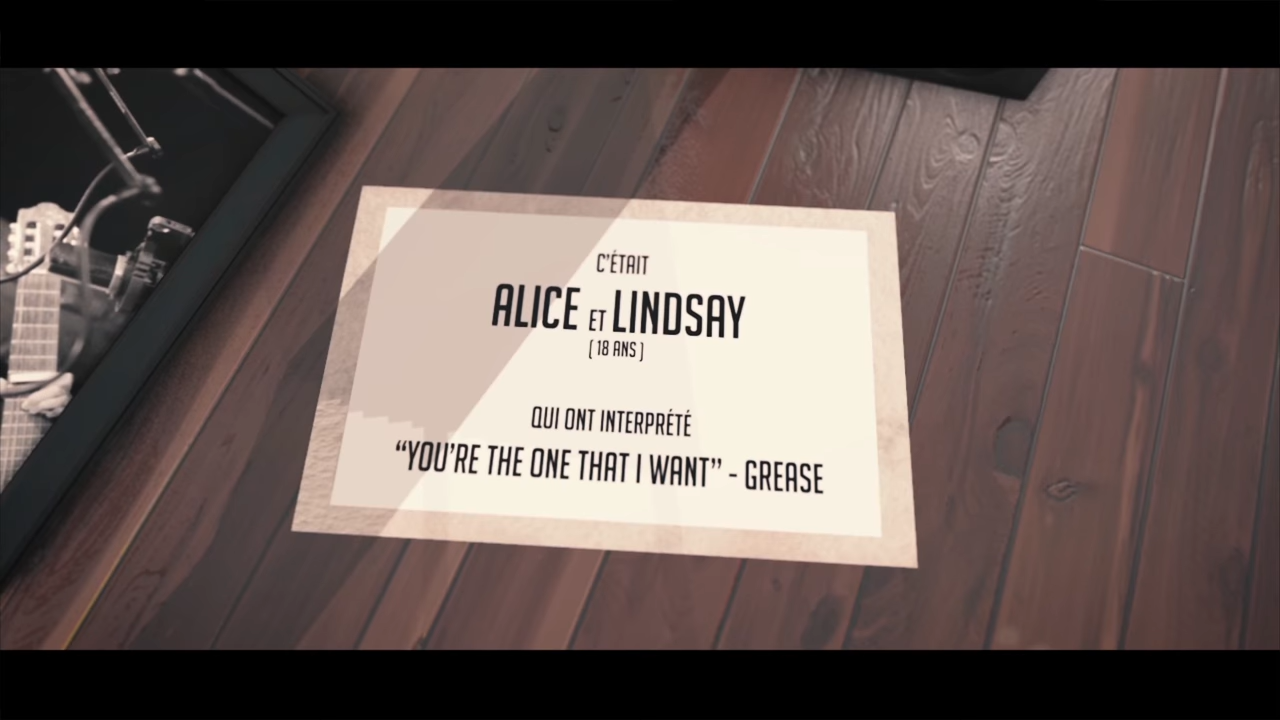 C'ÉTAIT
ALICE ET LINDSAY
(18 ANS)
QUI ONT INTERPRÉTÉ
“YOU'RE THE ONE THAT I WANT” - GREASE